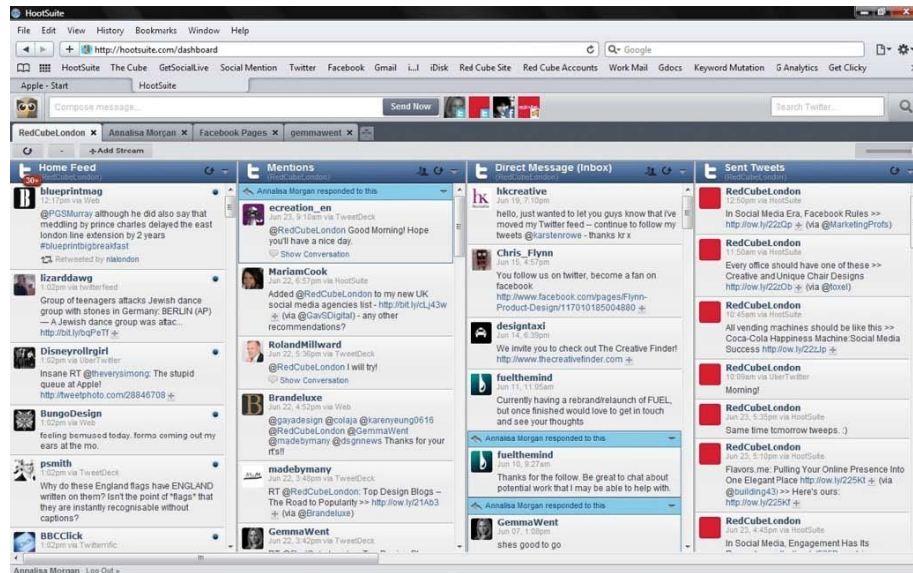 HootSuite
File Edit View History Bookmarks Window Help
http://hootsuite.com/dashboard
Google
HootSuite The Cube GetSocialLive Social Mention Twitter Facebook Gmail i...l iDisk Red Cube Site Red Cube Accounts Work Mail Gdocs Keyword Mutation G Analytics Get Clicky
Apple - Start HootSuite
Compose message...
Send Now
Search Twitter...
RedCubeLondon x Annalisa Morgan x Facebook Pages x gemmawent x
+Add Stream
Home Feed
(RedCubeLondon)
30+
blueprintmag
12:17pm via Web
@PGSMurray although he did also say that
meddling by prince charles delayed the east
london line extension by 2 years
#blueprintbigbreakfast
Retweeted by nlalondon
lizarddawg
1:02pm via twitterfeed
Group of teenagers attacks Jewish dance
group with stones in Germany: BERLIN (AP)
— A Jewish dance group was attac...
http://bit.ly/bqPeTf
Disneyrollrgirl
1:02pm via UberTwitter
Insane RT @theverysimong: The stupid
queue at Apple!
http://tweetphoto.com/28846708
BungoDesign
1:02pm via Web
feeling bemused today. forms coming out my
ears at the mo.
psmith
1:02pm via TweetDeck
Why do these England flags have ENGLAND
written on them? Isn't the point of *flags* that
they are instantly recognisable without
captions?
BBCClick
1:02pm via Twitterrific
Mentions
(RedCubeLondon)
Annalisa Morgan responded to this
ecreation_en
Jun 23, 9:10am via TweetDeck
@RedCubeLondon Good Morning! Hope
you'll have a nice day.
Show Conversation
MariamCook
Jun 22, 6:57pm via HootSuite
Added @RedCubeLondon to my new UK
social media agencies list - http://bit.ly/cLj43w
(via @GavSDigital) - any other
recommendations?
RolandMillward
Jun 22, 5:36pm via TweetDeck
@RedCubeLondon I will try!
Show Conversation
Brandeluxe
Jun 22, 4:52pm via Web
@gayadesign @colaja @karenyeung0616
@RedCubeLondon @GemmaWent
@madebymany @dsgnnews Thanks for your
rt's!!
madebymany
Jun 22, 3:46pm via TweetDeck
RT @RedCubeLondon: Top Design Blogs –
The Road to Popularity >> http://ow.ly/21Ab3
(via @Brandeluxe)
GemmaWent
Jun 22, 3:42pm via TweetDeck
Direct Message (Inbox)
(RedCubeLondon)
hkcreative
Jun 19, 7:10pm
hello, just wanted to let you guys know that i've
moved my Twitter feed – continue to follow my
tweets @karstenrowe - thanks kr x
Chris_Flynn
Jun 15, 4:57pm
You follow us on twitter, become a fan on
facebook
http://www.facebook.com/pages/Flynn-
Product-Design/117010185004880
designtaxi
Jun 14, 6:39pm
We invite you to check out The Creative Finder!
http://www.thecreativefinder.com
fuelthemind
Jun 11, 11:05am
Currently having a rebrand/relaunch of FUEL,
but once finished would love to get in touch
and see your thoughts
Annalisa Morgan responded to this
fuelthemind
Jun 10, 9:27am
Thanks for the follow. Be great to chat about
potential work that I may be able to help with.
Annalisa Morgan responded to this
GemmaWent
Jun 07, 1:08pm
shes good to go
Sent Tweets
(RedCubeLondon)
RedCubeLondon
12:50pm via HootSuite
In Social Media Era, Facebook Rules >>
http://ow.ly/22zQp (via @MarketingProfs)
RedCubeLondon
11:50am via HootSuite
Every office should have one of these >>
Creative and Unique Chair Designs
http://ow.ly/22zOb (via @toxel)
RedCubeLondon
10:45am via HootSuite
All vending machines should be like this >>
Coca-Cola Happiness Machine:Social Media
Success http://ow.ly/22zJp
RedCubeLondon
10:09am via UberTwitter
Morning!
RedCubeLondon
Jun 23, 5:35pm via HootSuite
Same time tomorrow tweeps. :)
RedCubeLondon
Jun 23, 5:10pm via HootSuite
Flavors.me: Pulling Your Online Presence Into
One Elegant Place http://ow.ly/225Kf (via
@building43) >> Here's ours:
http://ow.ly/225Kt
RedCubeLondon
Jun 23, 4:45pm via HootSuite
In Social Media, Engagement Has Its
Annalisa Morgan Log Out »